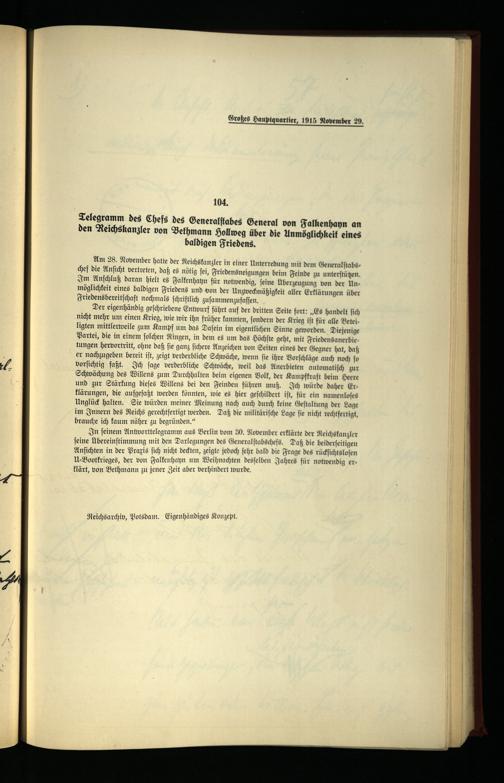 Großes Hauptquartier, 1915 November 29.
104.
Telegramm des Chefs des Generalstabes General von Falkenhayn an
den Reichskanzler von Bethmann Hollweg über die Unmöglichkeit eines
baldigen Friedens.
Am 28. November hatte der Reichskanzler in einer Unterredung mit dem Generalstabs-
chef die Ansicht vertreten, daß es nötig sei, Friedensneigungen beim Feinde zu unterstützen.
Im Anschluß daran hielt es Falkenhayn für notwendig, seine Überzeugung von der Un-
möglichkeit eines baldigen Friedens und von der Unzweckmäßigkeit aller Erklärungen über
Friedensbereitschaft nochmals schriftlich zusammenzufassen.
Der eigenhändig geschriebene Entwurf führt auf der dritten Seite aus: „Es handelt sich
nicht mehr um einen Krieg, wie wir ihn früher kannten, sondern der Krieg ist für alle Betei-
ligten mittlerweile zum Kampf um das Dasein im eigentlichen Sinne geworden. Diejenige
Partei, die in einem solchen Ringen, in dem es um das Höchste geht, mit Friedensanerbie-
tungen hervortritt, ohne daß sie ganz sichere Anzeichen von Seiten eines der Gegner hat, daß
er nachzugeben bereit ist, zeigt verderbliche Schwäche, wenn sie ihre Vorschläge auch noch so
vorsichtig faßt. Ich sage verderbliche Schwäche, weil das Anerbieten automatisch zur
Schwächung des Willens zum Durchhalten beim eigenen Volk, der Kampfkraft beim Heere
und zur Stärkung dieses Willens bei den Feinden führen muß. Ich würde daher Er-
klärungen, die aufgefaßt werden könnten, wie es hier geschildert ist, für ein namenloses
Unglück halten. Sie würden meiner Meinung nach auch durch keine Gestaltung der Lage
im Innern des Reichs gerechtfertigt werden. Daß die militärische Lage sie nicht rechtfertigt,
brauche ich kaum näher zu begründen.“
In seinem Antworttelegramm aus Berlin vom 30. November erklärte der Reichskanzler
seine Übereinstimmung mit den Darlegungen des Generalstabschefs. Daß die beiderseitigen
Ansichten in der Praxis sich nicht deckten, zeigte jedoch sehr bald die Frage des rücksichtslosen
U-Bootkrieges, der von Falkenhayn um Weihnachten desselben Jahrs für notwendig er-
klärt, von Bethmann zu jener Zeit aber verhindert wurde.
Reichsarchiv, Potsdam. Eigenhändiges Konzept.